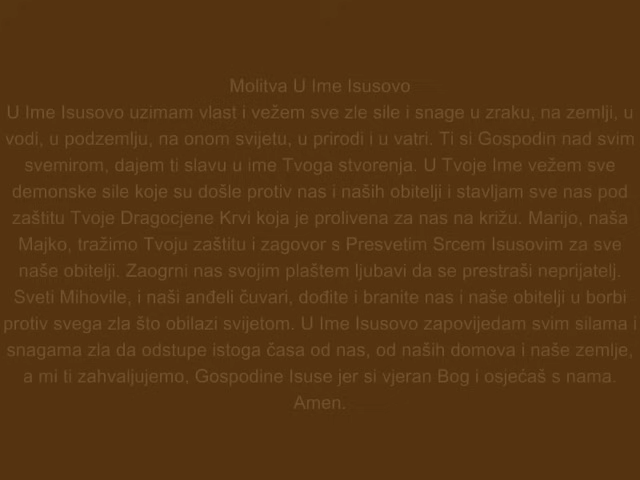 Molitva U Ime Isusovo
U Ime Isusovo uzimam vlast i vežem sve zle sile i snage u zraku, na zemlji, u
vodi, u podzemlju, na onom svijetu, u prirodi i u vatri. Ti si Gospodin nad svim
svemirom, dajem ti slavu u ime Tvoga stvorenja. U Tvoje Ime vežem sve
demonske sile koje su došle protiv nas i naših obitelji i stavljam sve nas pod
zaštitu Tvoje Dragocjene Krvi koja je prolivena za nas na križu. Marijo, naša
Majko, tražimo Tvoju zaštitu i zagovor s Presvetim Srcem Isusovim za sve
naše obitelji. Zaogrni nas svojim plaštem ljubavi da se prestraši neprijatelj.
Sveti Mihovile, i naši anđeli čuvari, dođite i branite nas i naše obitelji u borbi
protiv svega zla što obilazi svijetom. U Ime Isusovo zapovijedam svim silama i
snagama zla da odstupe istoga časa od nas, od naših domova i naše zemlje,
a mi ti zahvaljujemo, Gospodine Isuse jer si vjeran Bog i osjećaš s nama.
Amen.